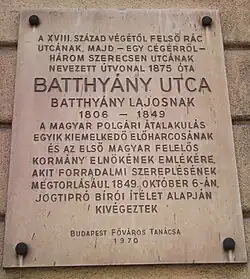 A XVIII. SZÁZAD VÉGÉTŐL FELSŐ RÁC
UTCÁNAK, MAJD – EGY CÉGÉRRŐL –
HÁROM SZERECSEN UTCÁNAK
NEVEZETT ÚTVONAL 1875 ÓTA
BATTHYÁNY UTCA
BATTHYÁNY LAJOSNAK
1806 – 1849
A MAGYAR POLGÁRI ÁTALAKULÁS
EGYIK KIEMELKEDŐ ELŐHARCOSÁNAK
ÉS AZ ELSŐ MAGYAR FELELŐS
KORMÁNY ELNÖKÉNEK EMLÉKÉRE,
AKIT FORRADALMI SZEREPLÉSÉNEK
MEGTORLÁSÁUL 1849. OKTÓBER 6-ÁN,
JOGTIPRÓ BÍRÓI ÍTÉLET ALAPJÁN
KIVÉGEZTEK
BUDAPEST FŐVÁROS TANÁCSA
1970